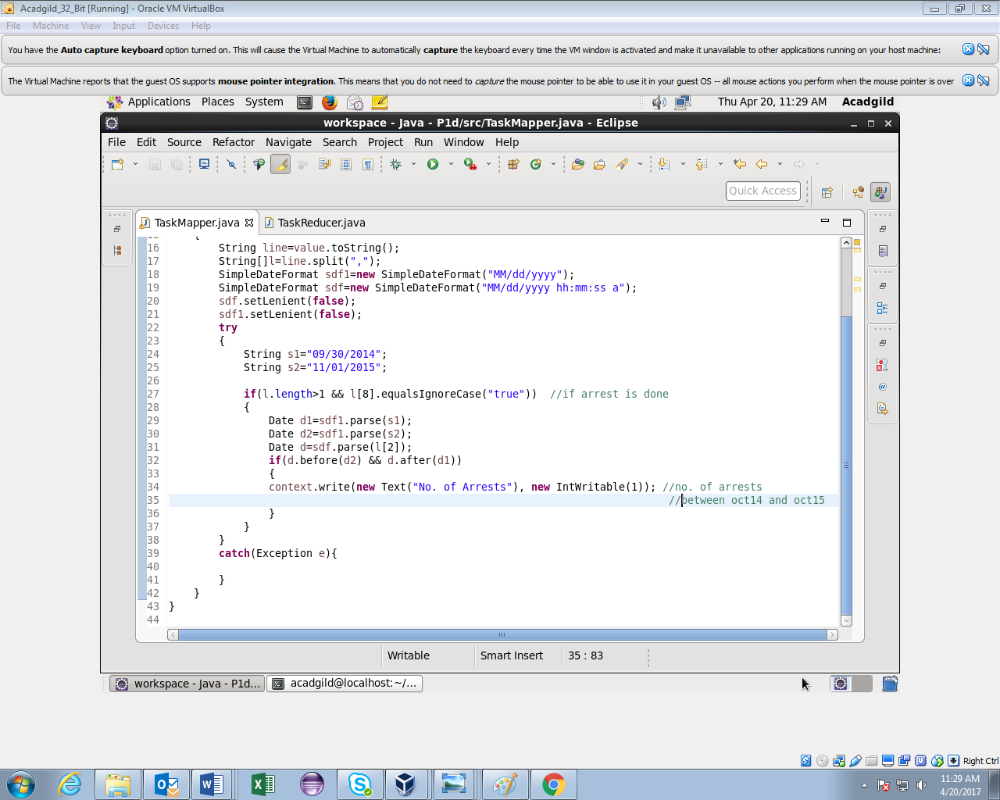 Acadgild_32_Bit [Running] - Oracle VM VirtualBox
File Machine View Input Devices Help
You have the Auto capture keyboard option turned on. This will cause the Virtual Machine to automatically capture the keyboard every time the VM window is activated and make it unavailable to other applications running on your host machine:
The Virtual Machine reports that the guest OS supports mouse pointer integration. This means that you do not need to capture the mouse pointer to be able to use it in your guest OS -- all mouse actions you perform when the mouse pointer is over
Applications Places System Thu Apr 20, 11:29 AM Acadgild
workspace - Java - P1d/src/TaskMapper.java - Eclipse
File Edit Source Refactor Navigate Search Project Run Window Help
Quick Access
TaskMapper.java TaskReducer.java
15 {
16 String line=value.toString();
17 String[]l=line.split(",");
18 SimpleDateFormat sdf1=new SimpleDateFormat("MM/dd/yyyy");
19 SimpleDateFormat sdf=new SimpleDateFormat("MM/dd/yyyy hh:mm:ss a");
20 sdf.setLenient(false);
21 sdf1.setLenient(false);
22 try
23 {
24 String s1="09/30/2014";
25 String s2="11/01/2015";
26
27 if(l.length>1 && l[8].equalsIgnoreCase("true")) //if arrest is done
28 {
29 Date d1=sdf1.parse(s1);
30 Date d2=sdf1.parse(s2);
31 Date d=sdf.parse(l[2]);
32 if(d.before(d2) && d.after(d1))
33 {
34 context.write(new Text("No. of Arrests"), new IntWritable(1)); //no. of arrests
35 //between oct14 and oct15
36 }
37 }
38 }
39 catch(Exception e){
40
41 }
42 }
43 }
44
Writable Smart Insert 35 : 83
workspace - Java - P1d... acadgild@localhost:~/...
Right Ctrl
11:29 AM
4/20/2017